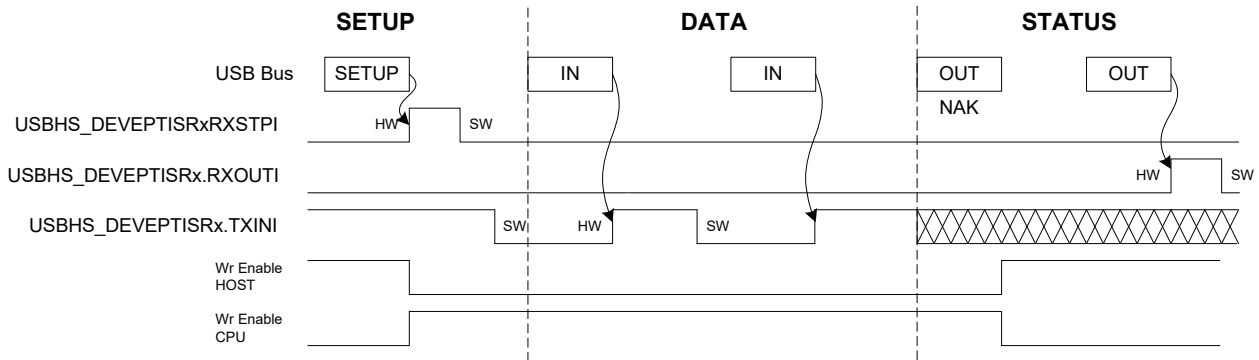 SETUP DATA STATUS
USB Bus SETUP IN IN OUT OUT
NAK
USBHS_DEVEPTISRxRXSTPI HW SW
USBHS_DEVEPTISRx.RXOUTI HW SW
USBHS_DEVEPTISRx.TXINI SW HW SW
Wr Enable
HOST
Wr Enable
CPU